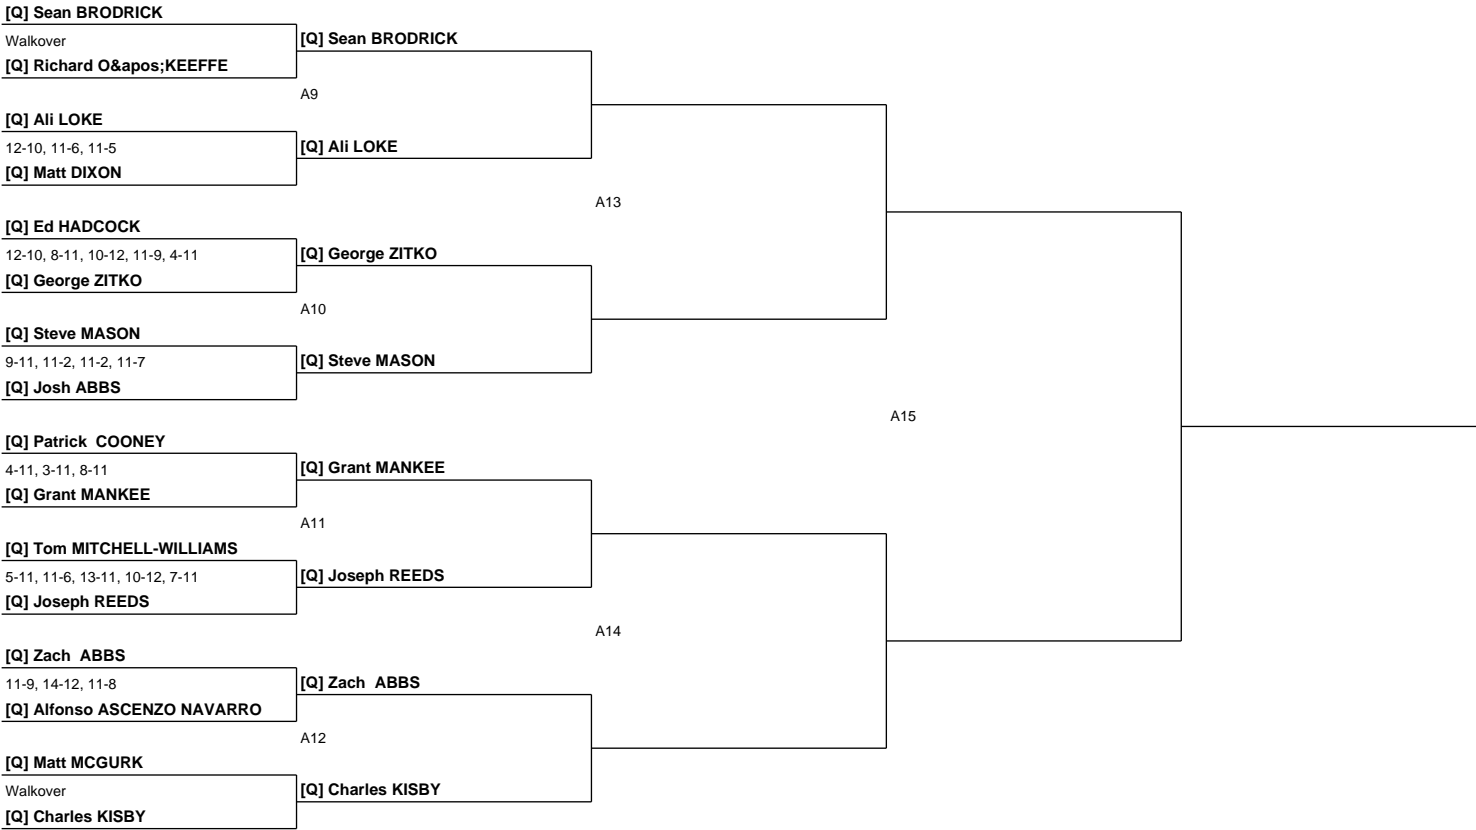 [Q] Sean BRODRICK
Walkover
[Q] Richard O&apos;KEEFFE
[Q] Sean BRODRICK
A9
[Q] Ali LOKE
12-10, 11-6, 11-5
[Q] Matt DIXON
[Q] Ali LOKE
A13
[Q] Ed HADCOCK
12-10, 8-11, 10-12, 11-9, 4-11
[Q] George ZITKO
[Q] George ZITKO
A10
[Q] Steve MASON
9-11, 11-2, 11-2, 11-7
[Q] Josh ABBS
[Q] Steve MASON
A15
[Q] Patrick  COONEY
4-11, 3-11, 8-11
[Q] Grant MANKEE
[Q] Grant MANKEE
A11
[Q] Tom MITCHELL-WILLIAMS
5-11, 11-6, 13-11, 10-12, 7-11
[Q] Joseph REEDS
[Q] Joseph REEDS
A14
[Q] Zach  ABBS
11-9, 14-12, 11-8
[Q] Alfonso ASCENZO NAVARRO
[Q] Zach  ABBS
A12
[Q] Matt MCGURK
Walkover
[Q] Charles KISBY
[Q] Charles KISBY